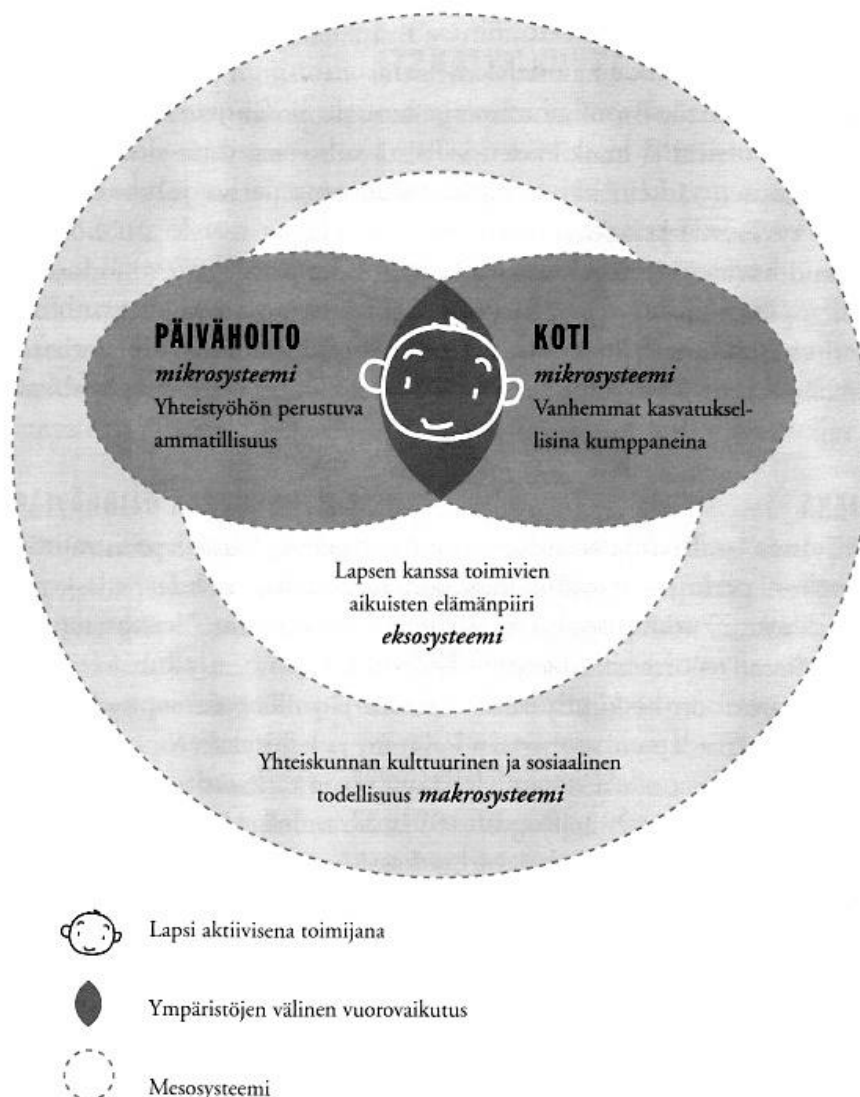 PÄIVÄHOITO
mikrosysteemi
Yhteistyöhön perustuva
ammatillisuus
KOTI
mikrosysteemi
Vanhemmat kasvatuksel-
lisina kumppaneina
Lapsen kanssa toimivien
aikuisten elämänpiiri
eksosysteemi
Yhteiskunnan kulttuurinen ja sosiaalinen
todellisuus makrosysteemi
Lapsi aktiivisena toimijana
Ympäristöjen välinen vuorovaikutus
Mesosysteemi